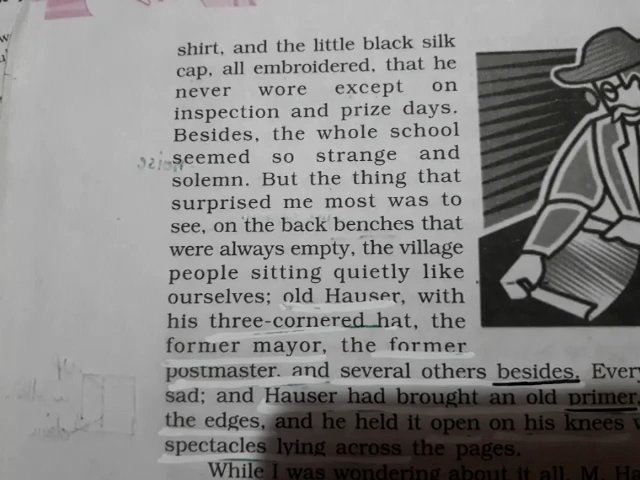 shirt, and the little black silk
cap, all embroidered, that he
never wore except on
inspection and prize days.
Besides, the whole school
seemed so strange and
solemn. But the thing that
surprised me most was to
see, on the back benches that
were always empty, the village
people sitting quietly like
ourselves; old Hauser, with
his three-cornered hat, the
former mayor, the former
postmaster, and several others besides. Every
sad; and Hauser had brought an old primer,
the edges, and he held it open on his knees
spectacles lying across the pages.
While I was wondering about it all, M. Ha